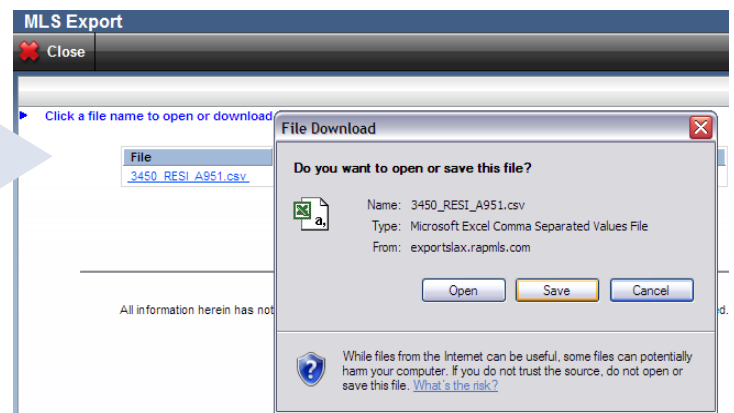 MLS Export
Close
Click a file name to open or download
File
3450_RESI_A951.csv
File Download
Do you want to open or save this file?
a,
Name: 3450_RESI_A951.csv
Type: Microsoft Excel Comma Separated Values File
From: exportslax.rapmls.com
Open Save Cancel
All information herein has not
ed.
While files from the Internet can be useful, some files can potentially
harm your computer. If you do not trust the source, do not open or
save this file. What's the risk?